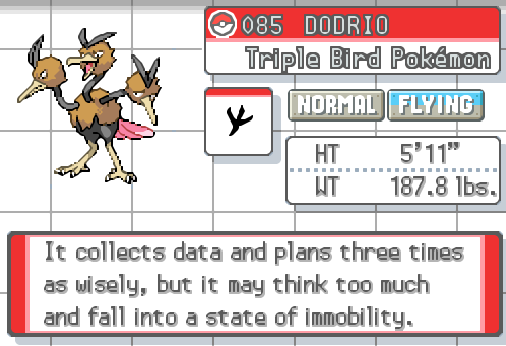 085 DODRIO
Triple Bird Pokémon
NORMAL FLYING
HT 5'11"
WT 187.8 lbs.
It collects data and plans three times
as wisely, but it may think too much
and fall into a state of immobility.